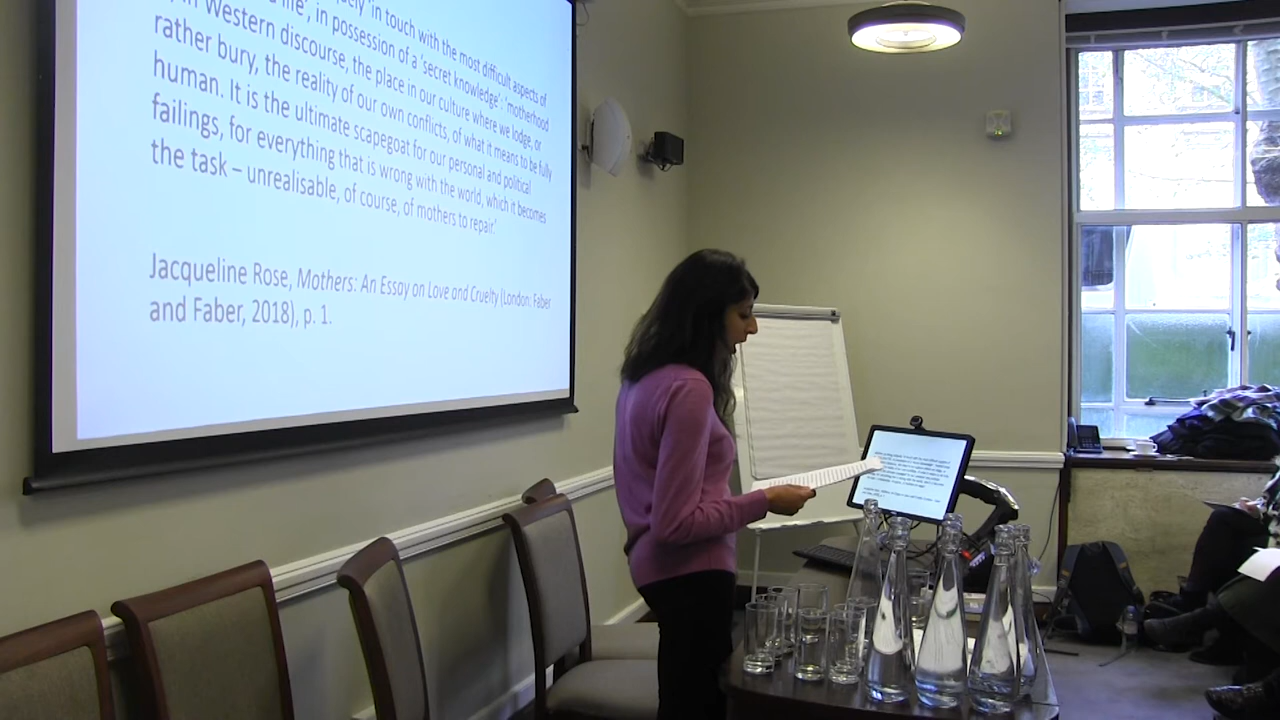 life', in possession of a 'secret knowledge': 'motherhood
in touch with the most difficult aspects of
in Western discourse, the place in our culture where we lodge, or
rather bury, the reality of our own conflicts, of what it means to be fully
human. It is the ultimate scapegoat for our personal and political
failings, for everything that is wrong with the world, which it becomes
the task – unrealisable, of course, of mothers to repair.'
Jacqueline Rose, Mothers: An Essay on Love and Cruelty (London: Faber
and Faber, 2018), p. 1.